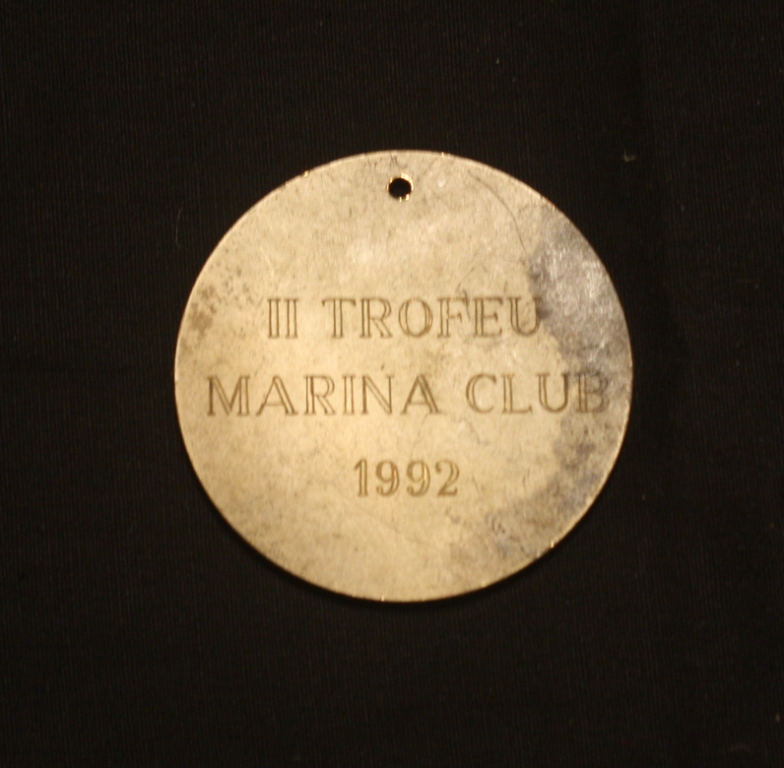 II TROFEU
MARINA CLUB
1992